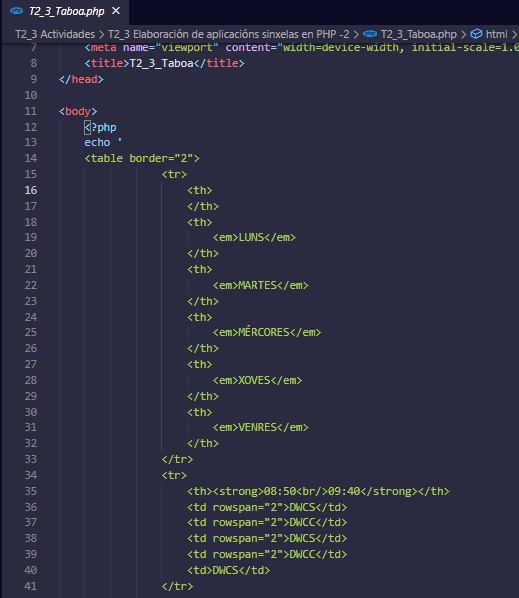 T2_3_Taboa.php ×
T2_3 Actividades > T2_3 Elaboración de aplicacións sinxelas en PHP -2 > T2_3_Taboa.php > html
7 <meta name="viewport" content="width=device-width, initial-scale=1.0
8 <title>T2_3_Taboa</title>
9 </head>
10
11 <body>
12 <?php
13 echo '
14 <table border="2">
15 <tr>
16 <th>
17 </th>
18 <th>
19 <em>LUNS</em>
20 </th>
21 <th>
22 <em>MARTES</em>
23 </th>
24 <th>
25 <em>MÉRCORES</em>
26 </th>
27 <th>
28 <em>XOVES</em>
29 </th>
30 <th>
31 <em>VENRES</em>
32 </th>
33 </tr>
34 <tr>
35 <th><strong>08:50<br/>09:40</strong></th>
36 <td rowspan="2">DWCS</td>
37 <td rowspan="2">DWCC</td>
38 <td rowspan="2">DWCS</td>
39 <td rowspan="2">DWCC</td>
40 <td>DWCS</td>
41 </tr>